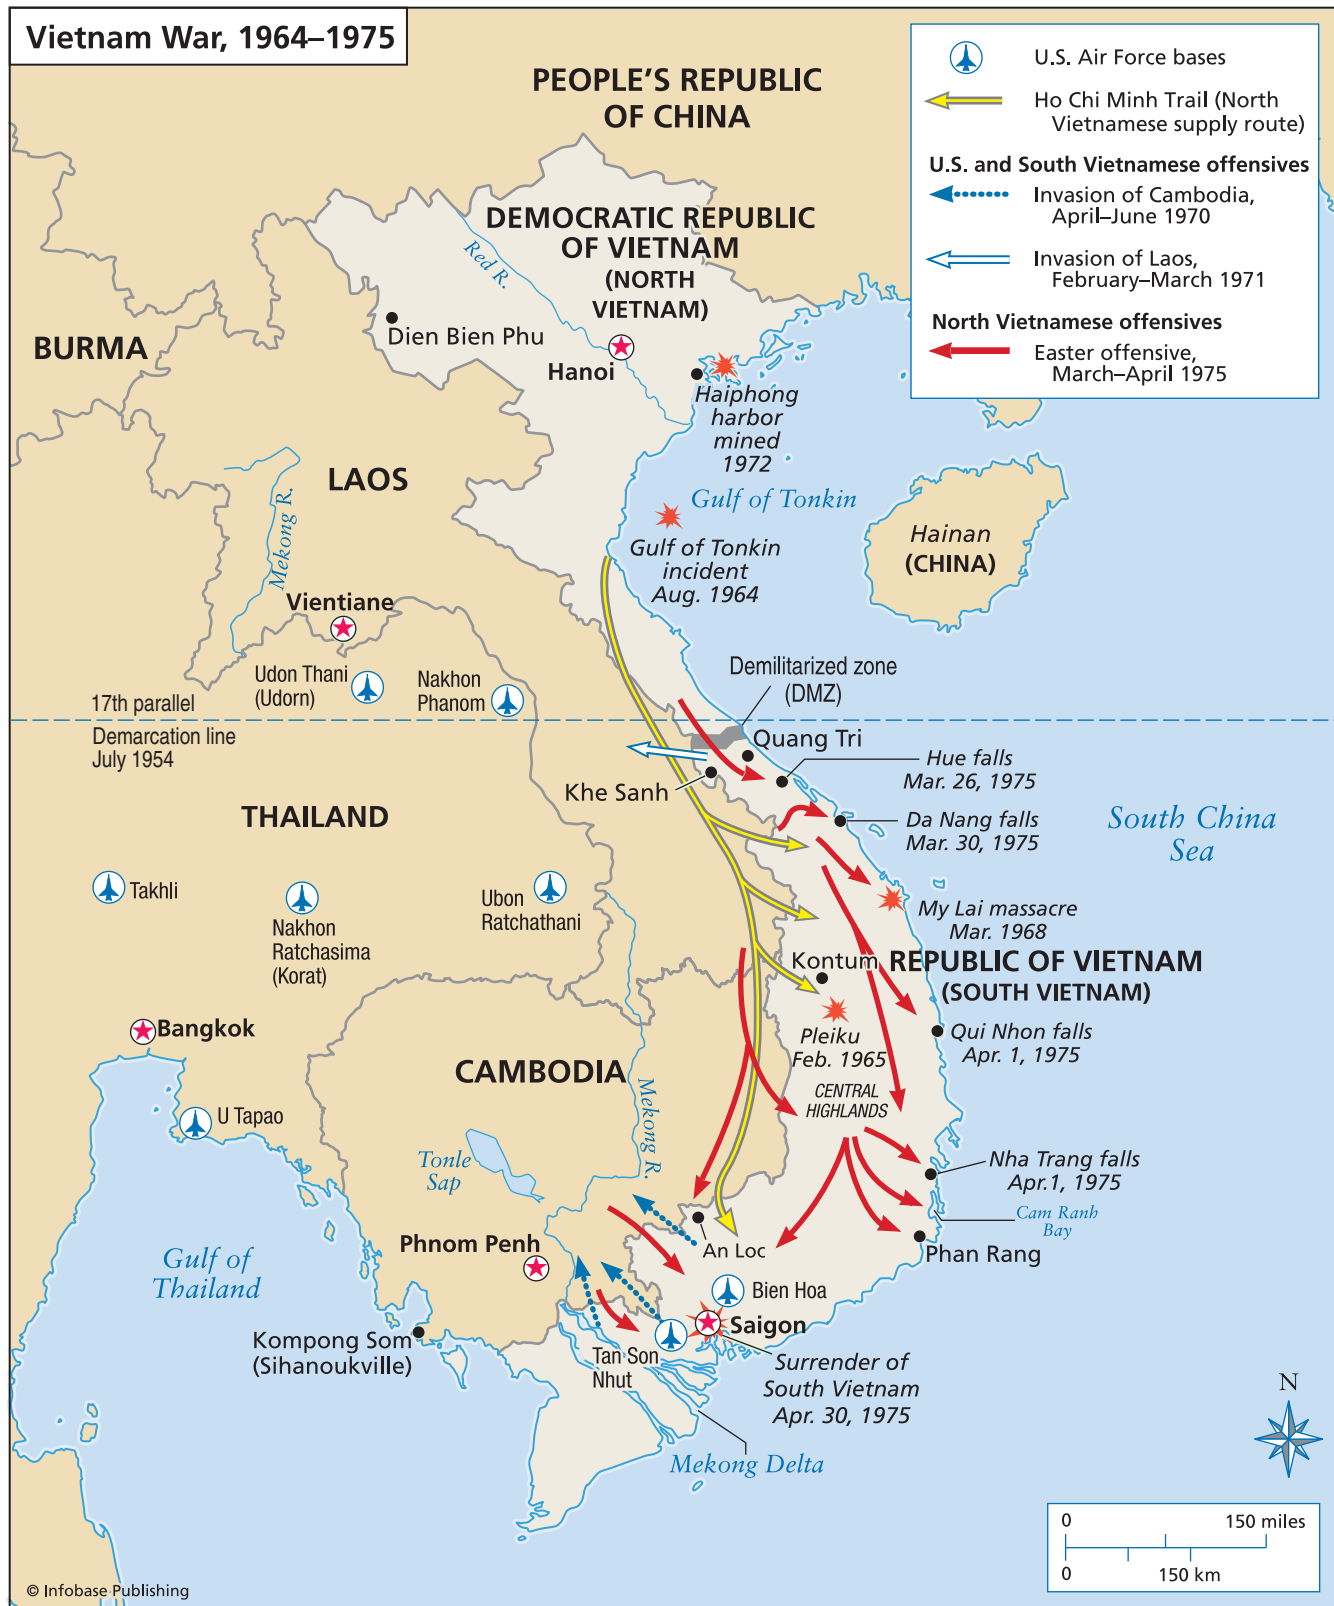 Vietnam War, 1964–1975
U.S. Air Force bases
Ho Chi Minh Trail (North
Vietnamese supply route)
U.S. and South Vietnamese offensives
Invasion of Cambodia,
April–June 1970
Invasion of Laos,
February–March 1971
North Vietnamese offensives
Easter offensive,
March–April 1975
PEOPLE'S REPUBLIC
OF CHINA
DEMOCRATIC REPUBLIC
OF VIETNAM
(NORTH
VIETNAM)
Red R.
Dien Bien Phu
BURMA
Hanoi
Haiphong
harbor
mined
1972
LAOS
Gulf of Tonkin
Mekong R.
Hainan
(CHINA)
Gulf of Tonkin
incident
Aug. 1964
Vientiane
Udon Thani
(Udorn)
Nakhon
Phanom
Demilitarized zone
(DMZ)
17th parallel
Demarcation line
July 1954
Quang Tri
Hue falls
Mar. 26, 1975
Khe Sanh
THAILAND
Da Nang falls
Mar. 30, 1975
South China
Sea
Takhli
Nakhon
Ratchasima
(Korat)
Ubon
Ratchathani
My Lai massacre
Mar. 1968
Kontum
REPUBLIC OF VIETNAM
(SOUTH VIETNAM)
Bangkok
Pleiku
Feb. 1965
Qui Nhon falls
Apr. 1, 1975
CAMBODIA
Mekong R.
CENTRAL
HIGHLANDS
U Tapao
Tonle
Sap
Nha Trang falls
Apr.1, 1975
Cam Ranh
Bay
Phnom Penh
An Loc
Phan Rang
Gulf of
Thailand
Bien Hoa
Saigon
Kompong Som
(Sihanoukville)
Tan Son
Nhut
Surrender of
South Vietnam
Apr. 30, 1975
Mekong Delta
N
0 150 miles
0 150 km
© Infobase Publishing